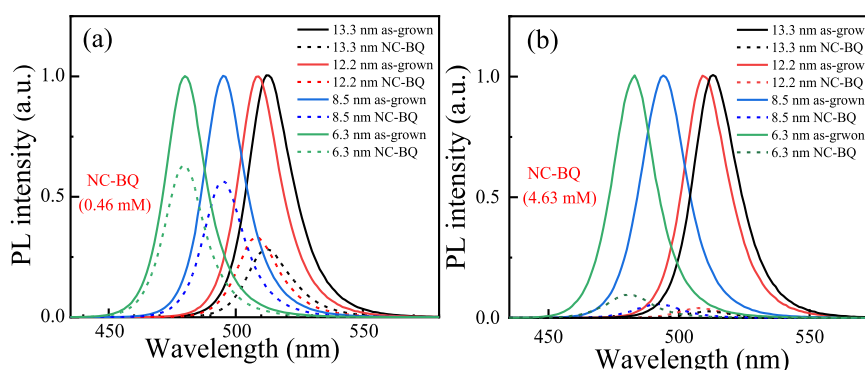 (a)
13.3 nm as-grown
13.3 nm NC-BQ
12.2 nm as-grown
12.2 nm NC-BQ
8.5 nm as-grown
8.5 nm NC-BQ
6.3 nm as-grown
6.3 nm NC-BQ
NC-BQ
(0.46 mM)
PL intensity (a.u.)
1.0
0.5
0.0
450
500
550
Wavelength (nm)
(b)
13.3 nm as-grown
13.3 nm NC-BQ
12.2 nm as-grown
12.2 nm NC-BQ
8.5 nm as-grown
8.5 nm NC-BQ
6.3 nm as-grwon
6.3 nm NC-BQ
NC-BQ
(4.63 mM)
PL intensity (a.u.)
1.0
0.5
0.0
450
500
550
Wavelength (nm)